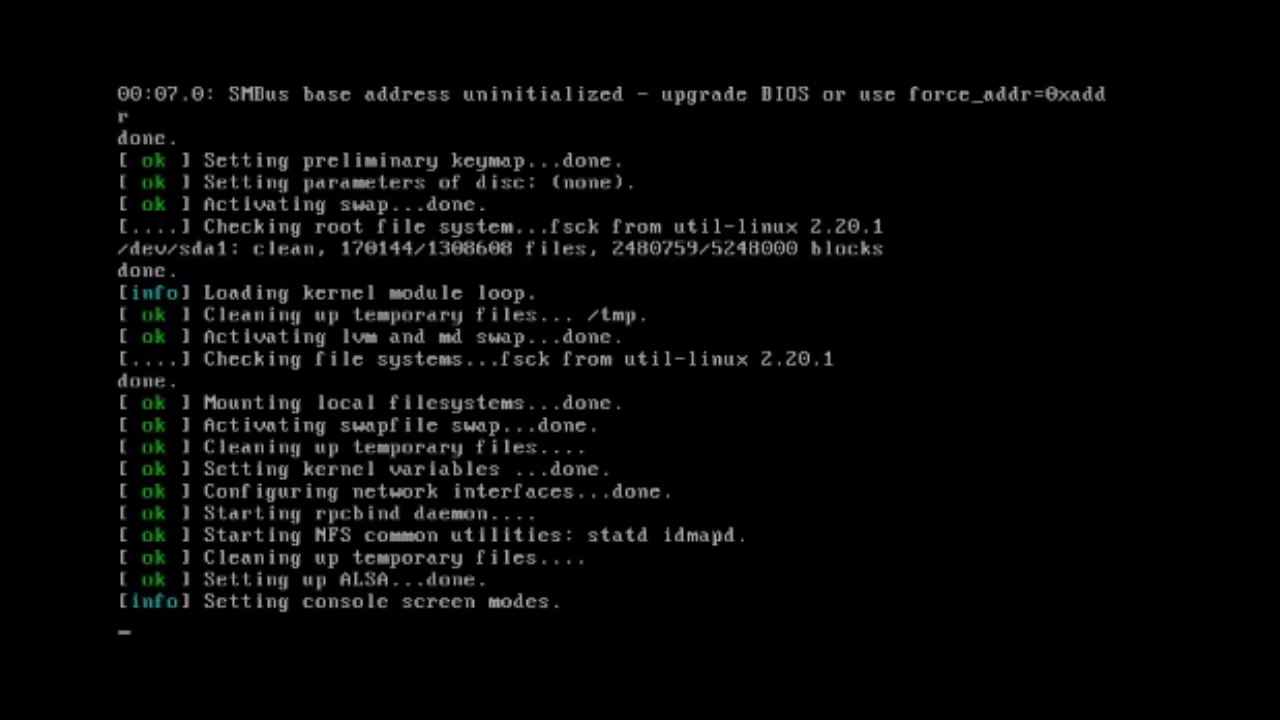 00:07.0: SMBus base address uninitialized - upgrade BIOS or use force_addr=0xadd
r
done.
[ ok ] Setting preliminary keymap...done.
[ ok ] Setting parameters of disc: (none).
[ ok ] Activating swap...done.
[....] Checking root file system...fsck from util-linux 2.20.1
/dev/sda1: clean, 170144/1308608 files, 2480759/5248000 blocks
done.
[info] Loading kernel module loop.
[ ok ] Cleaning up temporary files... /tmp.
[ ok ] Activating lvm and md swap...done.
[....] Checking file systems...fsck from util-linux 2.20.1
done.
[ ok ] Mounting local filesystems...done.
[ ok ] Activating swapfile swap...done.
[ ok ] Cleaning up temporary files....
[ ok ] Setting kernel variables ...done.
[ ok ] Configuring network interfaces...done.
[ ok ] Starting rpcbind daemon....
[ ok ] Starting NFS common utilities: statd idmapd.
[ ok ] Cleaning up temporary files....
[ ok ] Setting up ALSA...done.
[info] Setting console screen modes.
_